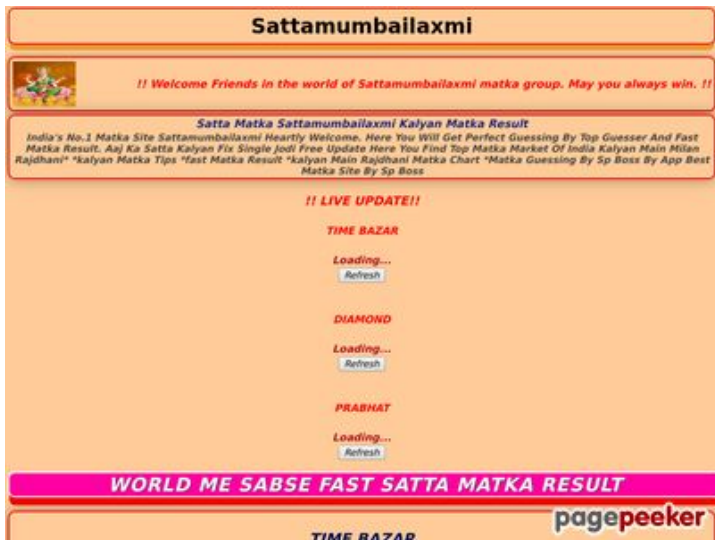 Sattamumbailaxmi
!! Welcome Friends in the world of Sattamumbailaxmi matka group. May you always win. !!
Satta Matka Sattamumbailaxmi Kalyan Matka Result
India's No.1 Matka Site Sattamumbailaxmi Heartly Welcome. Here You Will Get Perfect Guessing By Top Guesser And Fast
Matka Result. Aaj Ka Satta Kalyan Fix Single Jodi Free Update Here You Find Top Matka Market Of India Kalyan Main Milan
Rajdhani* *kalyan Matka Tips *fast Matka Result *kalyan Main Rajdhani Matka Chart *Matka Guessing By Sp Boss By App Best
Matka Site By Sp Boss
!! LIVE UPDATE!!
TIME BAZAR
Loading...
Refresh
DIAMOND
Loading...
Refresh
PRABHAT
Loading...
Refresh
WORLD ME SABSE FAST SATTA MATKA RESULT
pagepeeker
TIME BAZAR